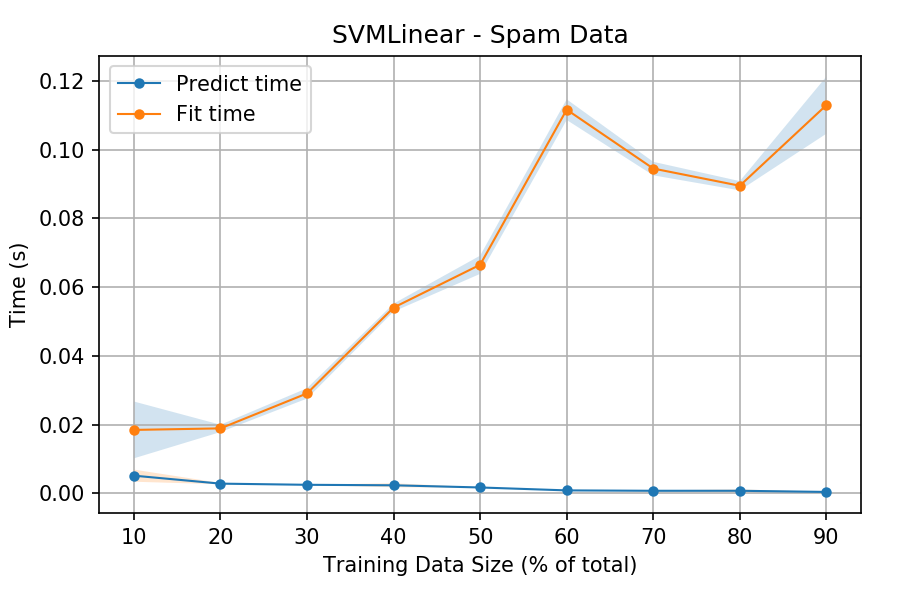 SVMLinear - Spam Data
Predict time
Fit time
0.12
0.10
0.08
0.06
0.04
0.02
0.00
Time (s)
10 20 30 40 50 60 70 80 90
Training Data Size (% of total)